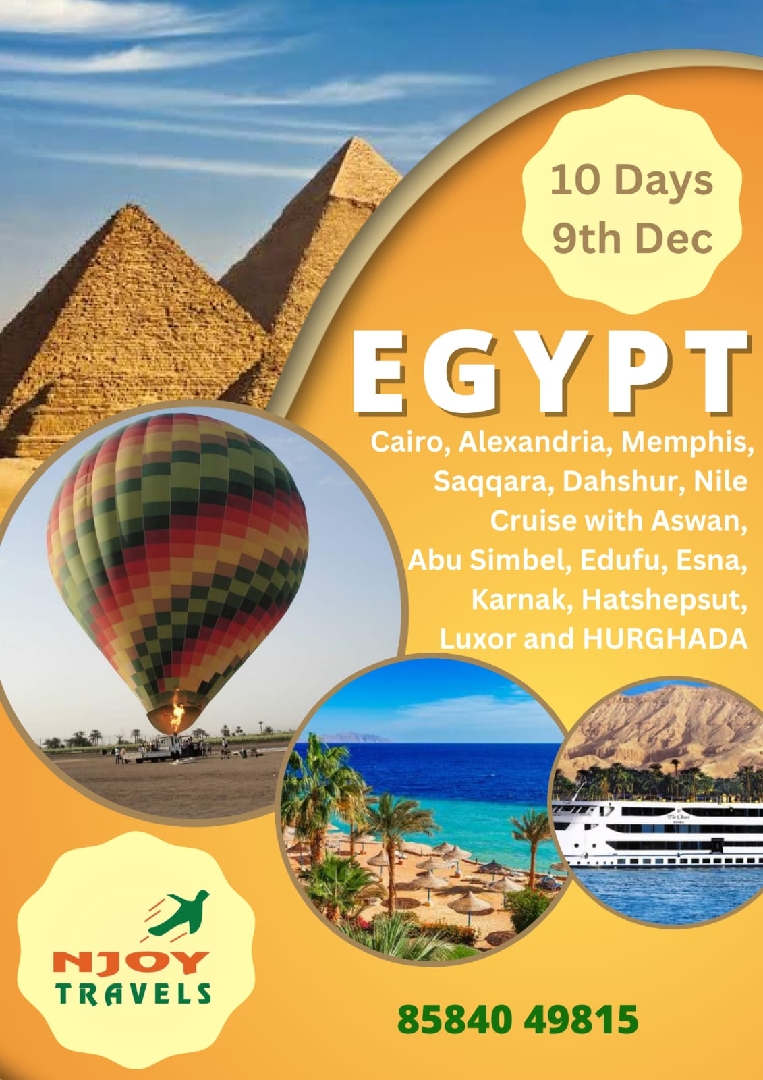 10 Days
9th Dec
EGYPT
Cairo, Alexandria, Memphis,
Saqqara, Dahshur, Nile
Cruise with Aswan,
Abu Simbel, Edufu, Esna,
Karnak, Hatshepsut,
Luxor and HURGHADA
NJOY
TRAVELS
85840 49815